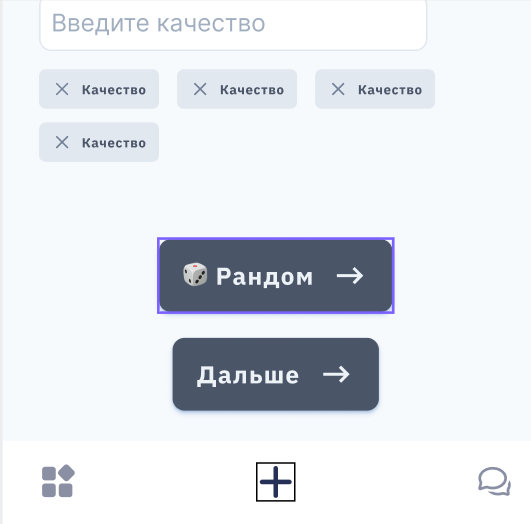 Введите качество
Качество Качество Качество
Качество
Рандом
Дальше